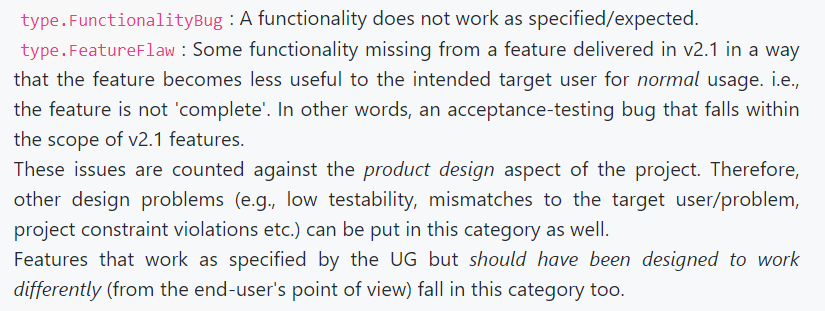 type.FunctionalityBug : A functionality does not work as specified/expected.
type.FeatureFlaw : Some functionality missing from a feature delivered in v2.1 in a way
that the feature becomes less useful to the intended target user for normal usage. i.e.,
the feature is not 'complete'. In other words, an acceptance-testing bug that falls within
the scope of v2.1 features.
These issues are counted against the product design aspect of the project. Therefore,
other design problems (e.g., low testability, mismatches to the target user/problem,
project constraint violations etc.) can be put in this category as well.
Features that work as specified by the UG but should have been designed to work
differently (from the end-user's point of view) fall in this category too.